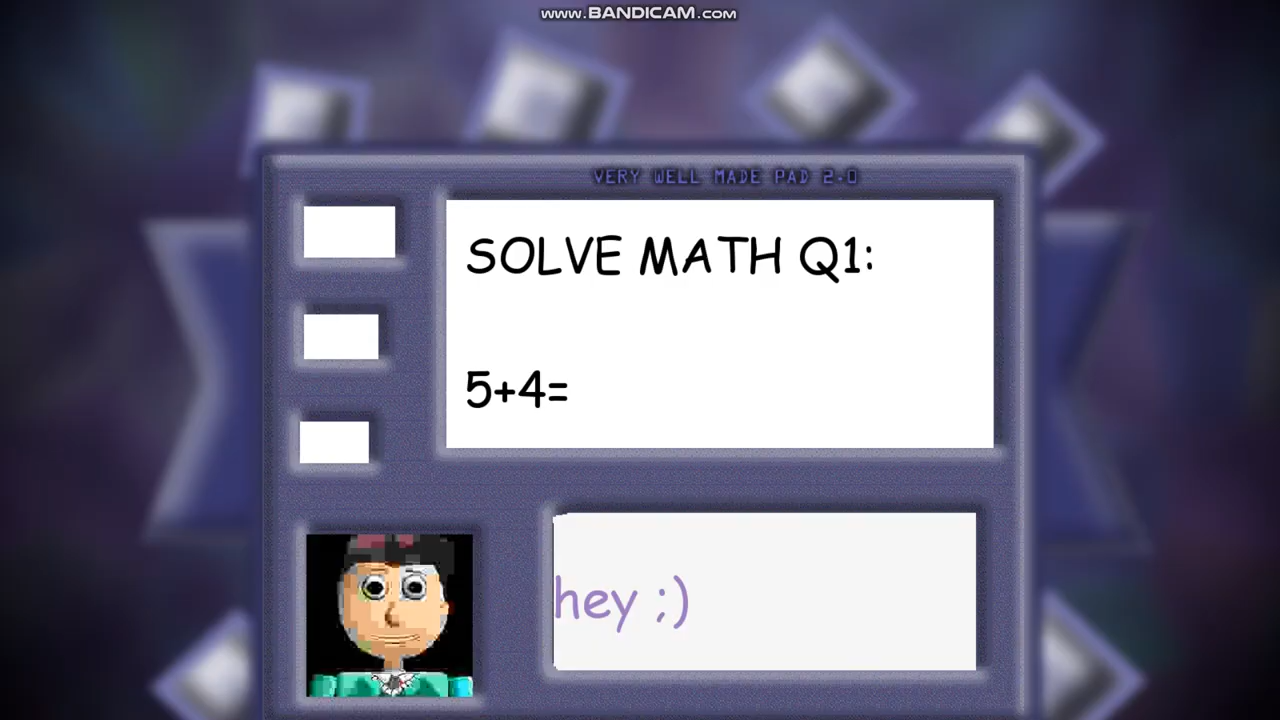 www.BANDICAM.com
VERY WELL MADE PAD 2.0
SOLVE MATH Q1:
5+4=
hey ;)